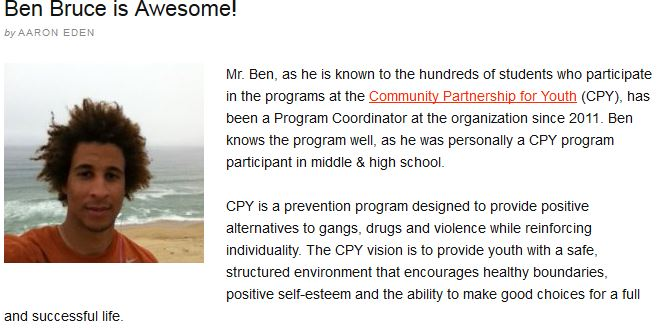 Ben Bruce is Awesome!
by AARON EDEN
Mr. Ben, as he is known to the hundreds of students who participate
in the programs at the Community Partnership for Youth (CPY), has
been a Program Coordinator at the organization since 2011. Ben
knows the program well, as he was personally a CPY program
participant in middle & high school.
CPY is a prevention program designed to provide positive
alternatives to gangs, drugs and violence while reinforcing
individuality. The CPY vision is to provide youth with a safe,
structured environment that encourages healthy boundaries,
positive self-esteem and the ability to make good choices for a full
and successful life.